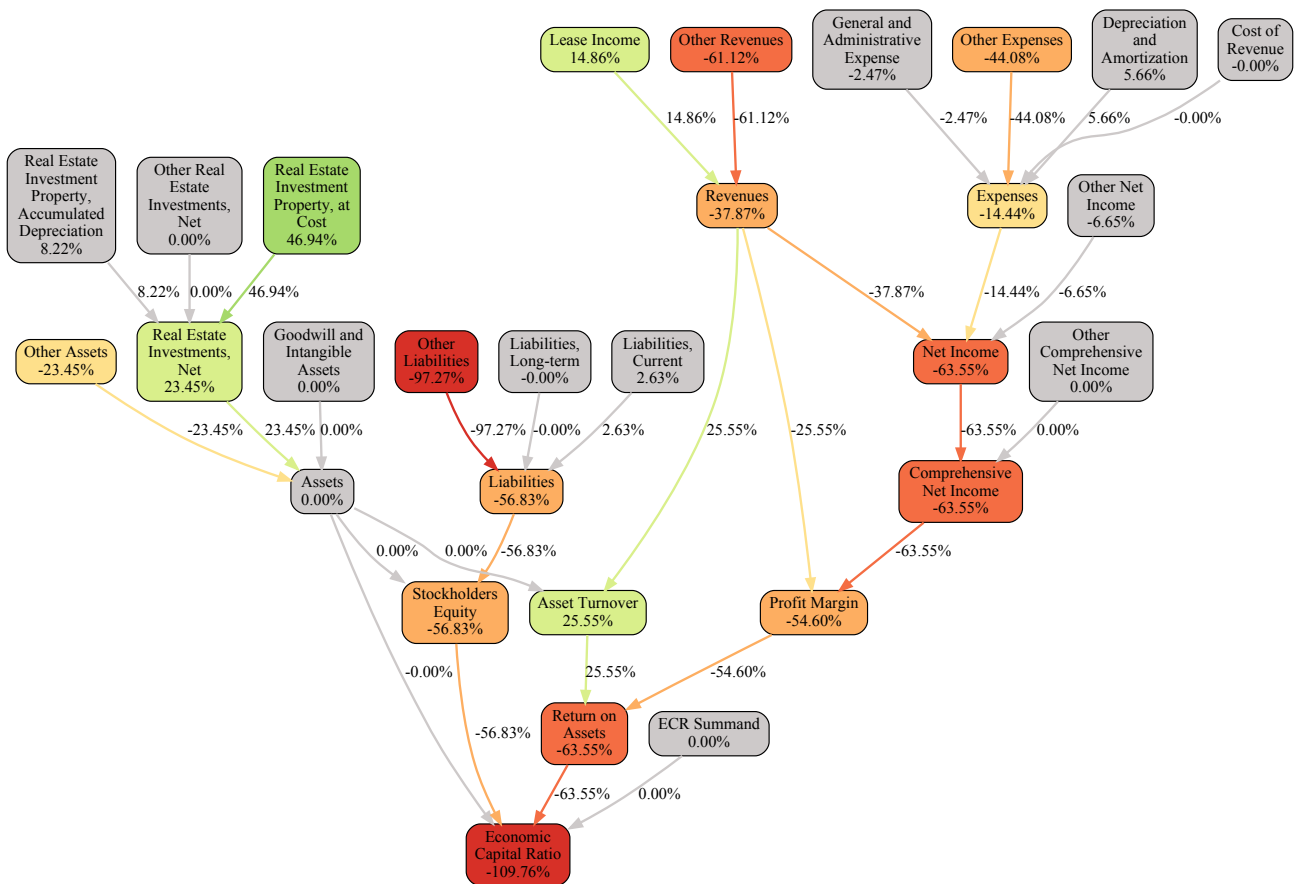 Lease Income
14.86%
Other Revenues
-61.12%
General and
Administrative
Expense
-2.47%
Other Expenses
-44.08%
Depreciation
and
Amortization
5.66%
Cost of
Revenue
-0.00%
14.86%
-61.12%
-2.47%
-44.08%
5.66%
-0.00%
Real Estate
Investment
Property,
Accumulated
Depreciation
8.22%
Other Real
Estate
Investments,
Net
0.00%
Real Estate
Investment
Property, at
Cost
46.94%
Revenues
-37.87%
Expenses
-14.44%
Other Net
Income
-6.65%
8.22%
0.00%
46.94%
-37.87%
-14.44%
-6.65%
Other Assets
-23.45%
Real Estate
Investments,
Net
23.45%
Goodwill and
Intangible
Assets
0.00%
Other
Liabilities
-97.27%
Liabilities,
Long-term
-0.00%
Liabilities,
Current
2.63%
Net Income
-63.55%
Other
Comprehensive
Net Income
0.00%
-23.45%
23.45%
0.00%
-97.27%
-0.00%
2.63%
25.55%
-25.55%
-63.55%
0.00%
Assets
0.00%
Liabilities
-56.83%
Comprehensive
Net Income
-63.55%
0.00%
0.00%
-56.83%
-63.55%
Stockholders
Equity
-56.83%
Asset Turnover
25.55%
Profit Margin
-54.60%
-0.00%
25.55%
-54.60%
-56.83%
Return on
Assets
-63.55%
ECR Summand
0.00%
-63.55%
0.00%
Economic
Capital Ratio
-109.76%